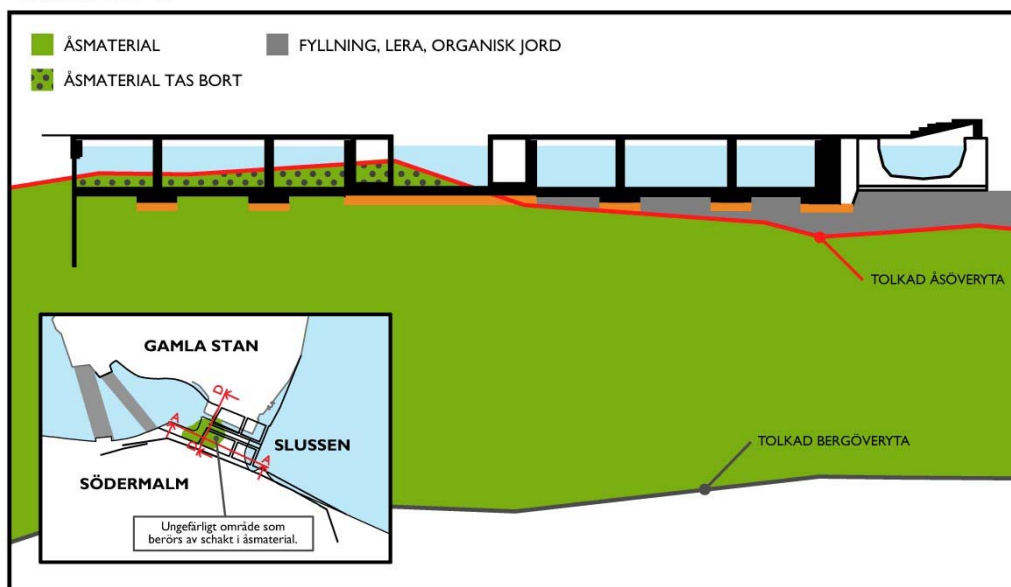 ÅSMATERIAL
FYLLNING, LERA, ORGANISK JORD
ÅSMATERIAL TAS BORT
TOLKAD ÅSÖVERYTA
GAMLA STAN
D
A
SLUSSEN
D
A
TOLKAD BERGÖVERYTA
SÖDERMALM
Ungefärligt område som
berörs av schakt i åsmaterial.